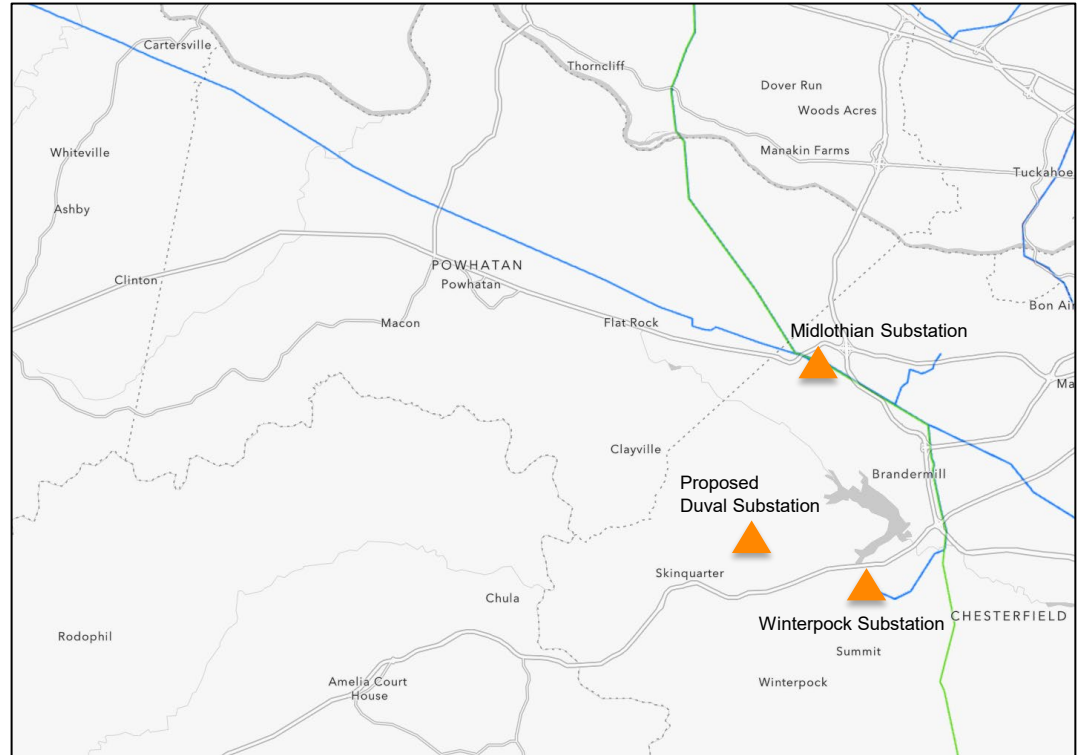 Cartersville
Thorncliff
Dover Run
Woods Acres
Manakin Farms
Whiteville
Tuckahoe
Ashby
POWHATAN
Powhatan
Clinton
Bon Air
Macon
Flat Rock
Midlothian Substation
Ma
Clayville
Brandermill
Proposed
Duval Substation
Skinquarter
Chula
CHESTERFIELD
Winterpock Substation
Rodophil
Summit
Amelia Court
House
Winterpock